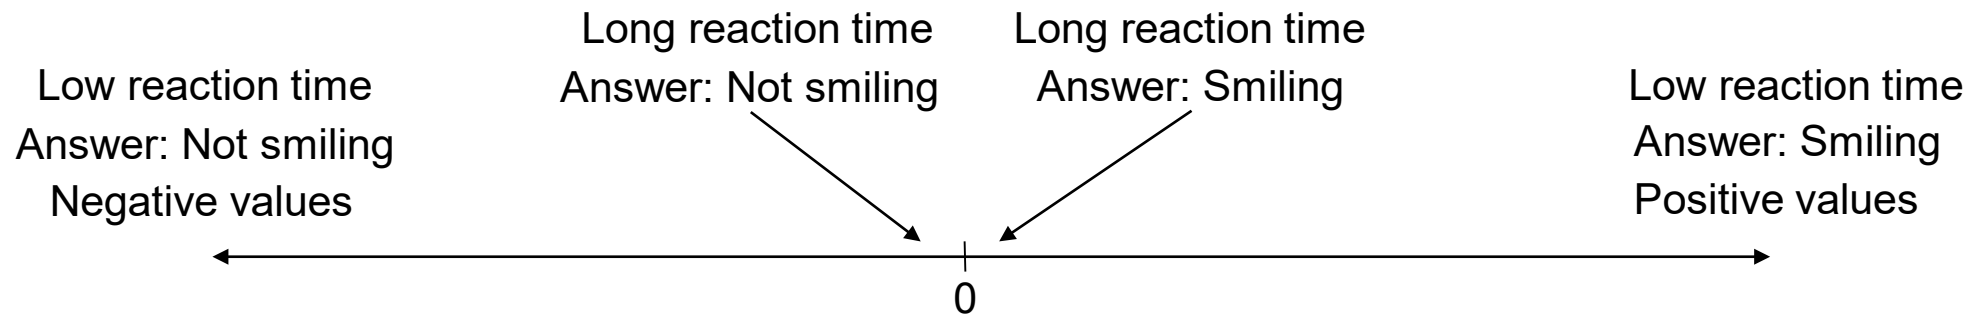 Low reaction time
Answer: Not smiling
Negative values
Long reaction time
Answer: Not smiling
Long reaction time
Answer: Smiling
Low reaction time
Answer: Smiling
Positive values
0